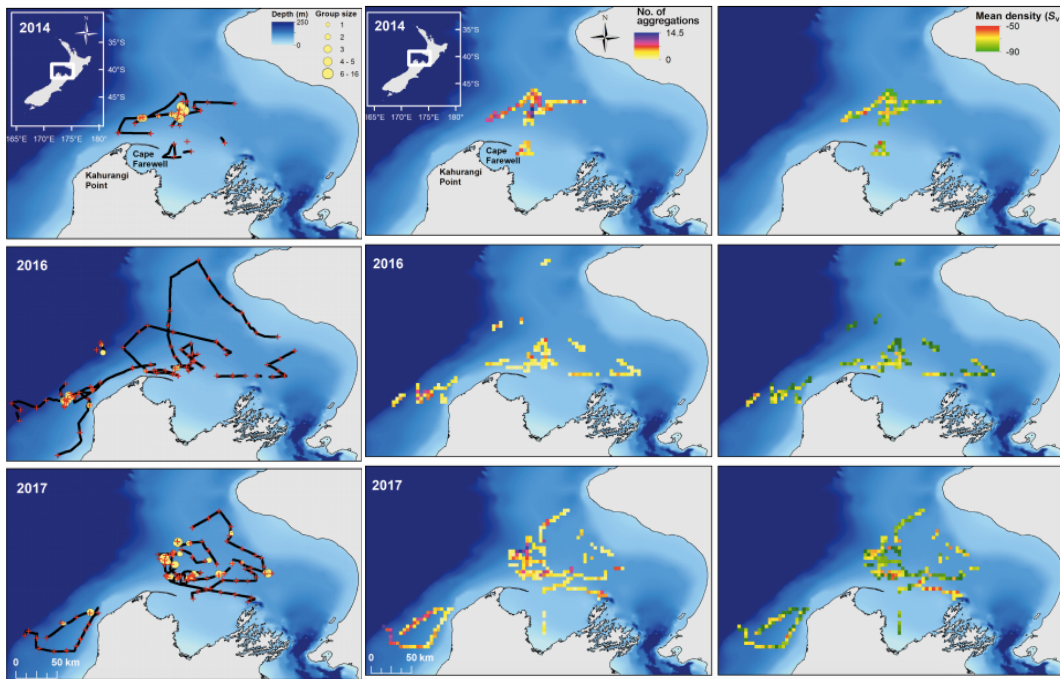 2014
N
35°S
40°S
45°S
165°E 170°E 175°E 180°
Depth (m)
250
0
Group size
1
2
3
4 - 5
6 - 16
Cape
Farewell
Kahurangi
Point
2014
N
35°S
40°S
45°S
165°E 170°E 175°E 180°
No. of
aggregations
14.5
0
Cape
Farewell
Kahurangi
Point
Mean density (Sv
-50
-90
2016
2016
2017
0 50 km
2017
0 50 km